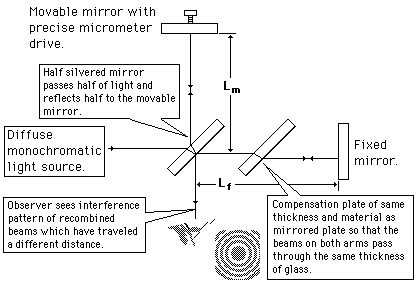 Movable mirror with
precise micrometer
drive.
Half silvered mirror
passes half of light and
reflects half to the movable
mirror.
Lm
Diffuse
monochromatic
light source.
Fixed
mirror.
Lf
Observer sees interference
pattern of recombined
beams which have traveled
a different distance.
Compensation plate of same
thickness and material as
mirrored plate so that the
beams on both arms pass
through the same thickness
of glass.